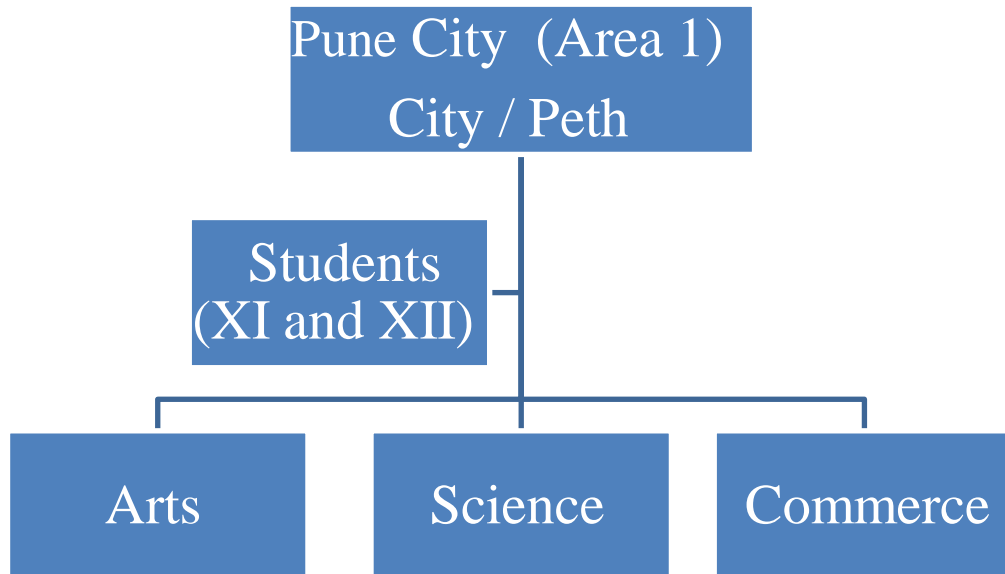 Pune City (Area 1)
City / Peth
Students
(XI and XII)
Arts
Science
Commerce